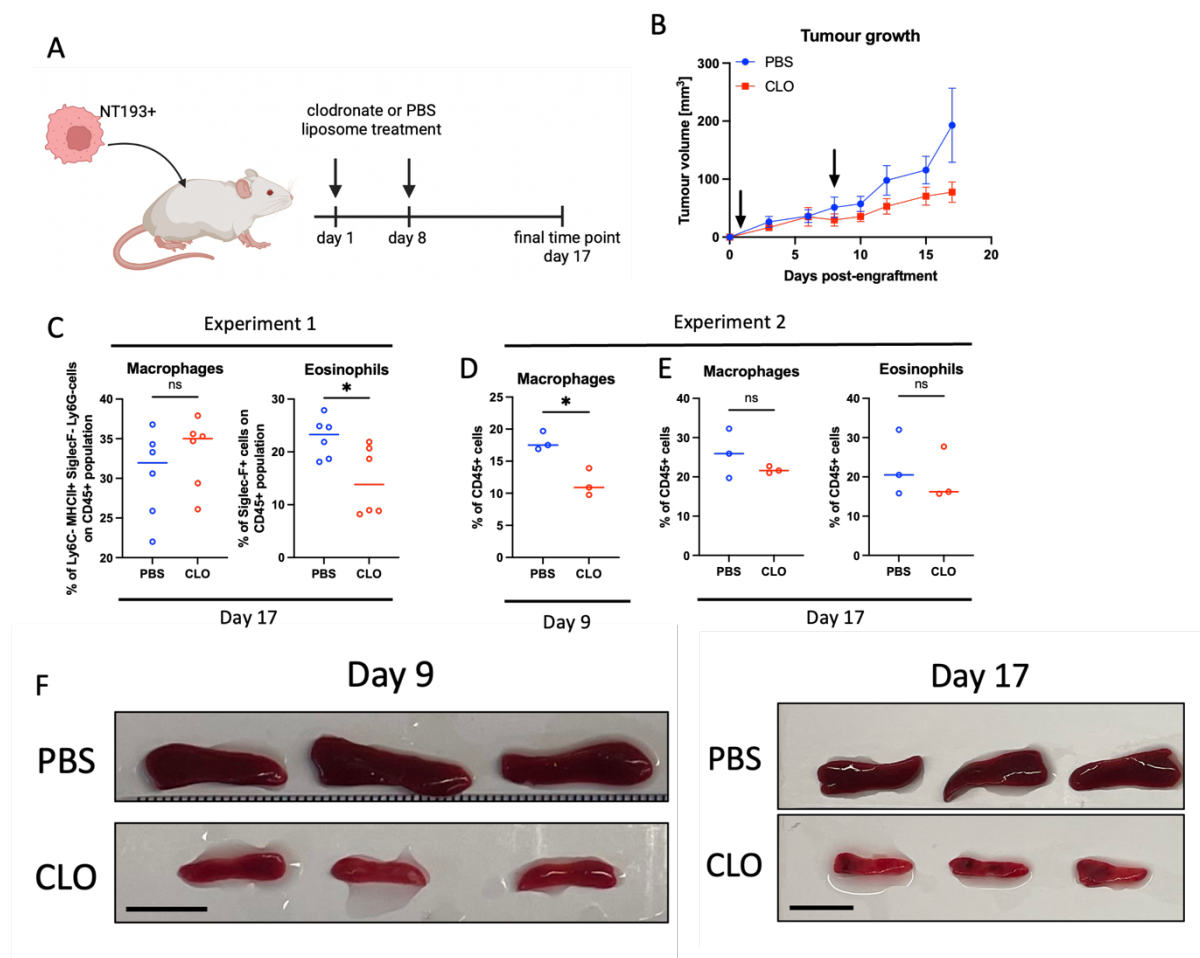 A
NT193+
clodronate or PBS
liposome treatment
day 1
day 8
final time point
day 17
B
Tumour growth
PBS
CLO
Tumour volume [mm³]
300
200
100
0
0
5
10
15
20
Days post-engraftment
C
Experiment 1
Macrophages
ns
% of Ly6C- MHCII+ SiglecF- Ly6G-cells
on CD45+ population
40
35
30
25
20
PBS
CLO
Eosinophils
*
% of Siglec-F+ cells on
CD45+ population
30
20
10
0
PBS
CLO
Day 17
Experiment 2
D
Macrophages
*
% of CD45+ cells
25
20
15
10
5
0
PBS
CLO
Day 9
E
Macrophages
ns
% of CD45+ cells
40
30
20
10
0
PBS
CLO
Eosinophils
ns
% of CD45+ cells
40
30
20
10
0
PBS
CLO
Day 17
F
Day 9
PBS
CLO
Day 17
PBS
CLO